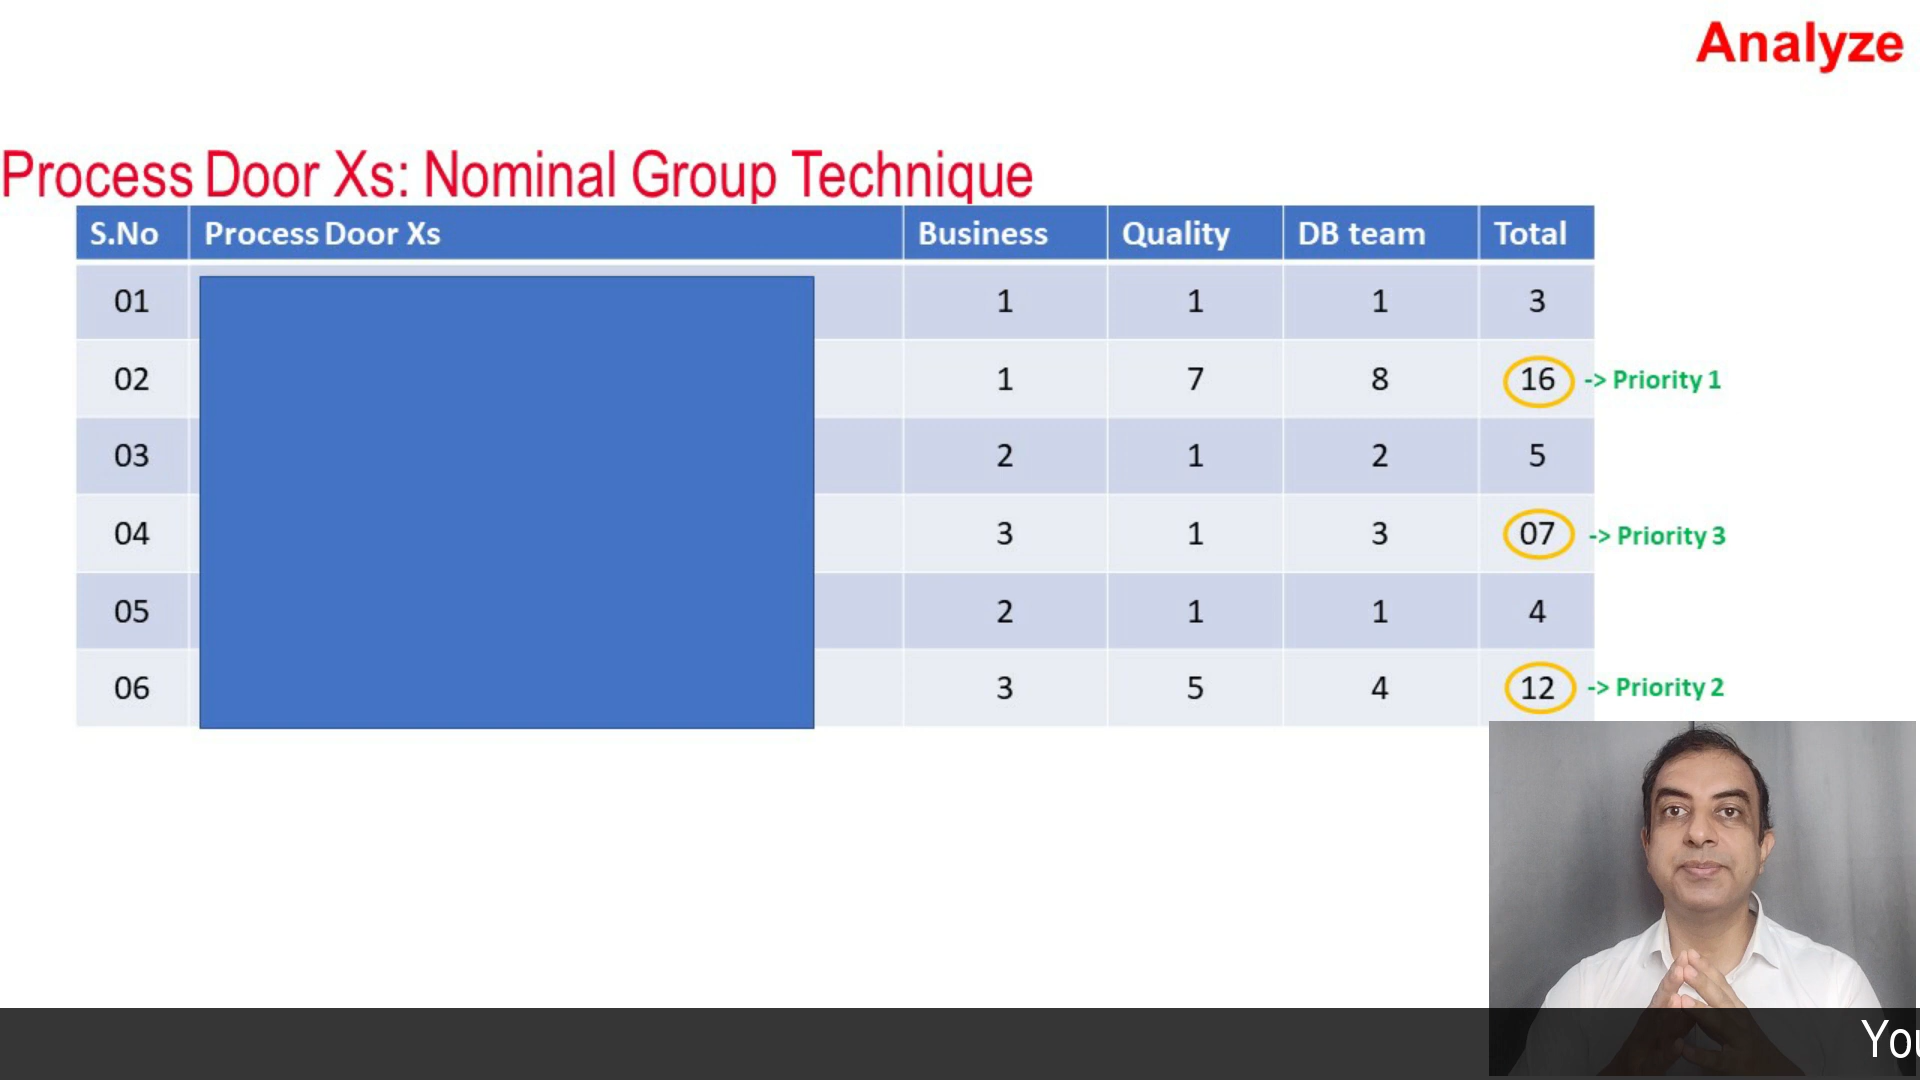 Analyze
Process Door Xs: Nominal Group Technique
S.No Process Door Xs Business Quality DB team Total
01 1 1 1 3
02 1 7 8 16 -> Priority 1
03 2 1 2 5
04 3 1 3 07 -> Priority 3
05 2 1 1 4
06 3 5 4 12 -> Priority 2